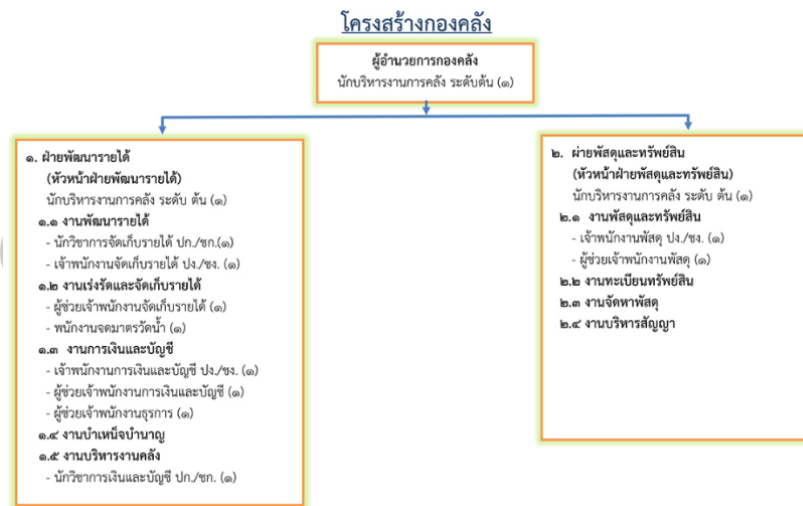 โครงสร้างกองคลัง
ผู้อำนวยการกองคลัง
นักบริหารงานการคลัง ระดับต้น (๑)
๑. ฝ่ายพัฒนารายได้
(หัวหน้าฝ่ายพัฒนารายได้)
นักบริหารงานการคลัง ระดับ ต้น (๑)
๑.๑ งานพัฒนารายได้
- นักวิชาการจัดเก็บรายได้ ปก./ชก.(๑)
- เจ้าพนักงานจัดเก็บรายได้ ปง./ชง. (๑)
๑.๒ งานเร่งรัดและจัดเก็บรายได้
- ผู้ช่วยเจ้าพนักงานจัดเก็บรายได้ (๑)
- พนักงานจดมาตรวัดน้ำ (๑)
๑.๓ งานการเงินและบัญชี
- เจ้าพนักงานการเงินและบัญชี ปง./ชง. (๑)
- ผู้ช่วยเจ้าพนักงานการเงินและบัญชี (๑)
- ผู้ช่วยเจ้าพนักงานธุรการ (๑)
๑.๔ งานบำเหน็จบำนาญ
๑.๕ งานบริหารงานคลัง
- นักวิชาการเงินและบัญชี ปก./ชก. (๑)
๒. ผ่ายพัสดุและทรัพย์สิน
(หัวหน้าฝ่ายพัสดุและทรัพย์สิน)
นักบริหารงานการคลัง ระดับ ต้น (๑)
๒.๑ งานพัสดุและทรัพย์สิน
- เจ้าพนักงานพัสดุ ปง./ชง. (๑)
- ผู้ช่วยเจ้าพนักงานพัสดุ (๑)
๒.๒ งานทะเบียนทรัพย์สิน
๒.๓ งานจัดหาพัสดุ
๒.๔ งานบริหารสัญญา